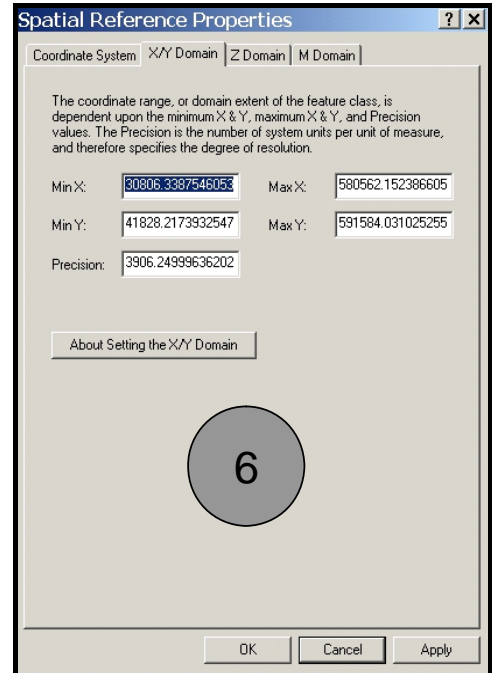 Spatial Reference Properties ? X
Coordinate System X/Y Domain Z Domain M Domain
The coordinate range, or domain extent of the feature class, is
dependent upon the minimum X & Y, maximum X & Y, and Precision
values. The Precision is the number of system units per unit of measure,
and therefore specifies the degree of resolution.
Min X: 30806.3387546053 Max X: 580562.152386605
Min Y: 41828.2173932547 Max Y: 591584.031025255
Precision: 3906.24999636202
About Setting the X/Y Domain
6
OK Cancel Apply